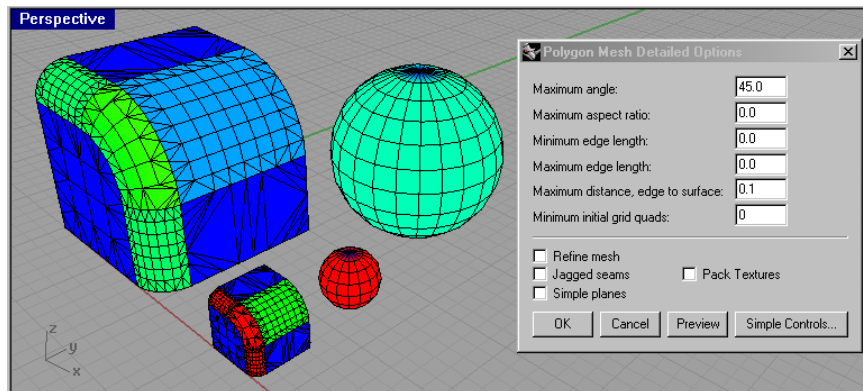 Perspective
Polygon Mesh Detailed Options
Maximum angle: 45.0
Maximum aspect ratio: 0.0
Minimum edge length: 0.0
Maximum edge length: 0.0
Maximum distance, edge to surface: 0.1
Minimum initial grid quads: 0
Refine mesh
Jagged seams Pack Textures
Simple planes
OK Cancel Preview Simple Controls...
z
y
x